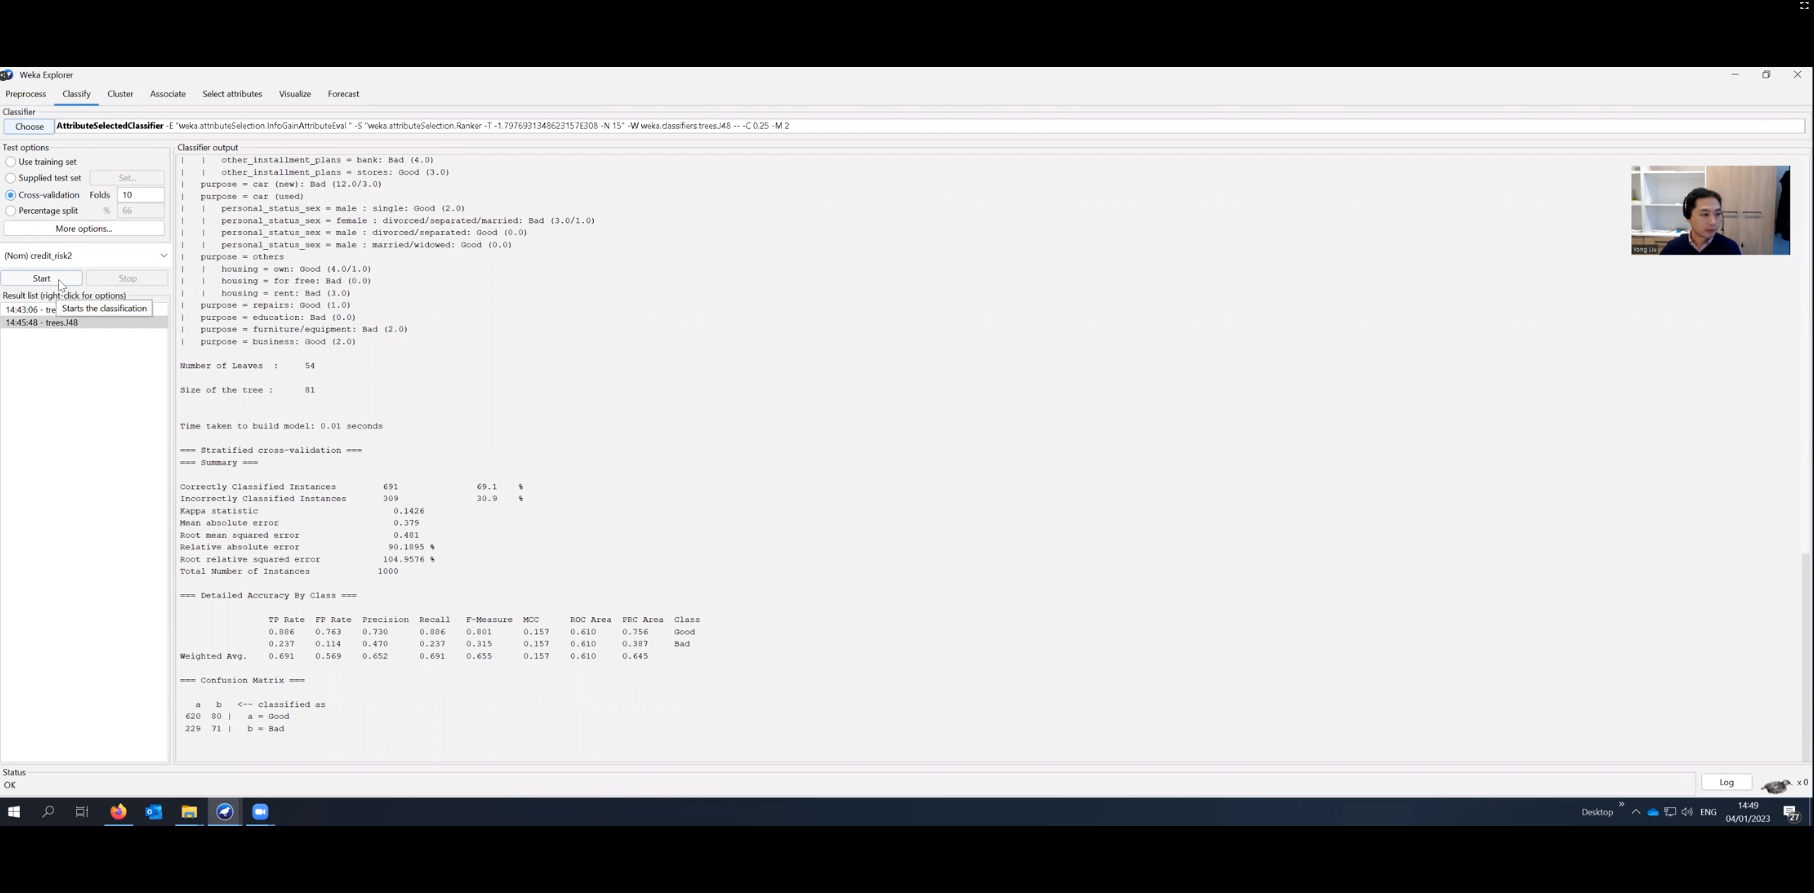 Weka Explorer
Preprocess Classify Cluster Associate Select attributes Visualize Forecast
Classifier
Choose AttributeSelectedClassifier -E "weka.attributeSelection.InfoGainAttributeEval " -S "weka.attributeSelection.Ranker -T -1.7976931348623157E308 -N 15" -W weka.classifiers.trees.J48 -- -C 0.25 -M 2
Test options
Use training set
Supplied test set Set...
Cross-validation Folds 10
Percentage split % 66
More options...
(Nom) credit_risk2
Start Stop
Result list (right-click for options)
14:43:06 - tre
Starts the classification
14:45:48 - trees.J48
Classifier output
| | other_installment_plans = bank: Bad (4.0)
| | other_installment_plans = stores: Good (3.0)
| purpose = car (new): Bad (12.0/3.0)
| purpose = car (used)
| | personal_status_sex = male : single: Good (2.0)
| | personal_status_sex = female : divorced/separated/married: Bad (3.0/1.0)
| | personal_status_sex = male : divorced/separated: Good (0.0)
| | personal_status_sex = male : married/widowed: Good (0.0)
| purpose = others
| | housing = own: Good (4.0/1.0)
| | housing = for free: Bad (0.0)
| | housing = rent: Bad (3.0)
| purpose = repairs: Good (1.0)
| purpose = education: Bad (0.0)
| purpose = furniture/equipment: Bad (2.0)
| purpose = business: Good (2.0)
Number of Leaves : 54
Size of the tree : 81
Time taken to build model: 0.01 seconds
=== Stratified cross-validation ===
=== Summary ===
Correctly Classified Instances 691 69.1 %
Incorrectly Classified Instances 309 30.9 %
Kappa statistic 0.1426
Mean absolute error 0.379
Root mean squared error 0.481
Relative absolute error 90.1895 %
Root relative squared error 104.9576 %
Total Number of Instances 1000
=== Detailed Accuracy By Class ===
TP Rate FP Rate Precision Recall F-Measure MCC ROC Area PRC Area Class
0.886 0.763 0.730 0.886 0.801 0.157 0.610 0.756 Good
0.237 0.114 0.470 0.237 0.315 0.157 0.610 0.387 Bad
Weighted Avg. 0.691 0.569 0.652 0.691 0.655 0.157 0.610 0.645
=== Confusion Matrix ===
a b <-- classified as
620 80 | a = Good
229 71 | b = Bad
Yong Liu
Status
OK
Log x 0
Desktop » ENG 14:49
04/01/2023
27